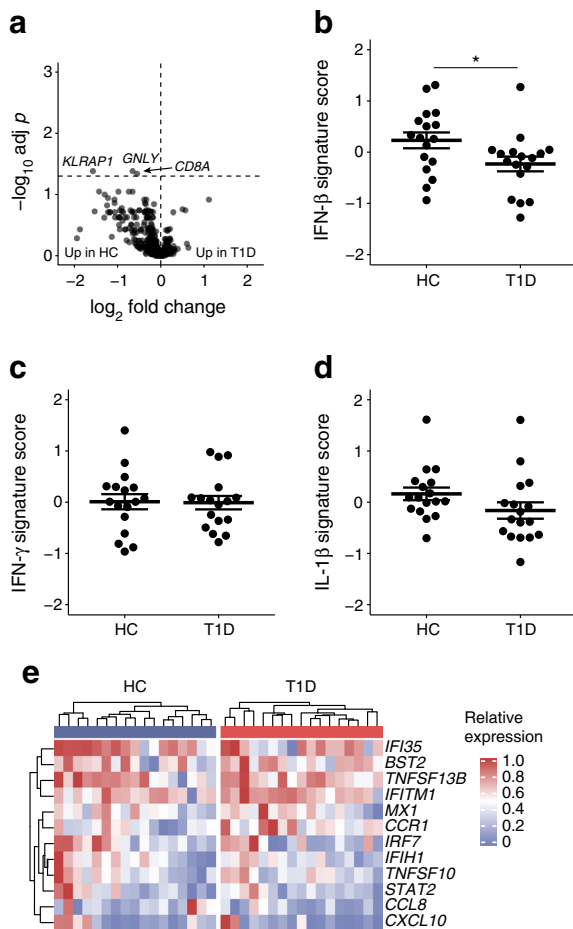 a
3
2
1
0
−log10 adj p
KLRAP1
GNLY
CD8A
Up in HC
Up in T1D
−2 −1 0 1 2
log2 fold change
b
2
1
0
−1
−2
IFN-β signature score
*
HC T1D
c
2
1
0
−1
−2
IFN-γ signature score
HC T1D
d
2
1
0
−1
−2
IL-1β signature score
HC T1D
e
HC T1D
IFI35
BST2
TNFSF13B
IFITM1
MX1
CCR1
IRF7
IFIH1
TNFSF10
STAT2
CCL8
CXCL10
Relative
expression
1.0
0.8
0.6
0.4
0.2
0